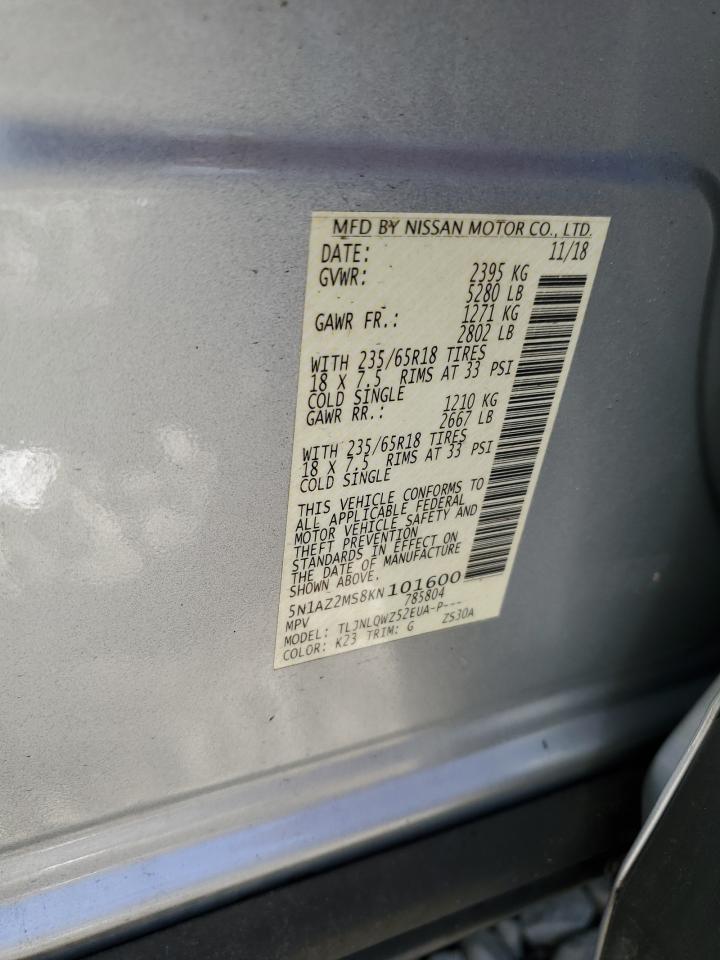 MFD BY NISSAN MOTOR CO., LTD.
DATE: 11/18
GVWR: 2395 KG
5280 LB
GAWR FR.: 1271 KG
2802 LB
WITH 235/65R18 TIRES
18 X 7.5 RIMS AT 33 PSI
COLD SINGLE
GAWR RR.: 1210 KG
2667 LB
WITH 235/65R18 TIRES
18 X 7.5 RIMS AT 33 PSI
COLD SINGLE
THIS VEHICLE CONFORMS TO
ALL APPLICABLE FEDERAL
MOTOR VEHICLE SAFETY AND
THEFT PREVENTION
STANDARDS IN EFFECT ON
THE DATE OF MANUFACTURE
SHOWN ABOVE.
5N1AZ2MS8KN101600
MPV 785804
MODEL: TLJNLQWZ52EUA-P---
COLOR: K23 TRIM: G ZS30A